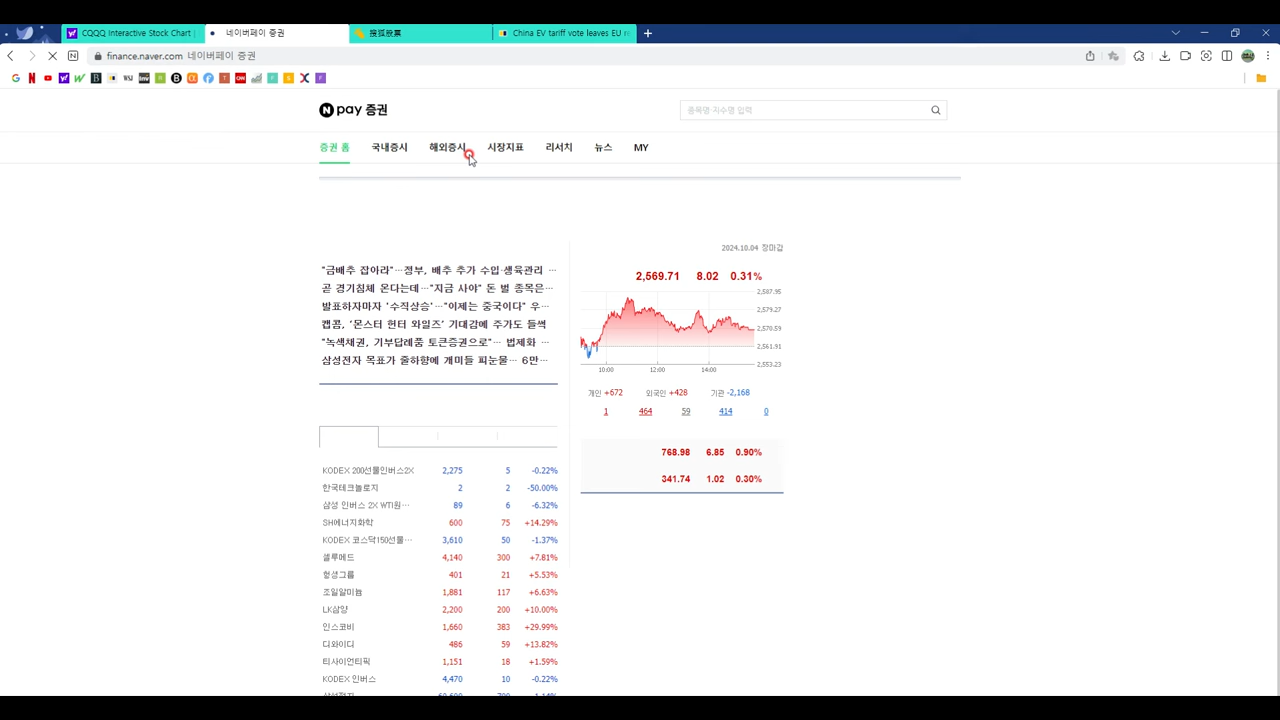 CQQQ Interactive Stock Chart
네이버페이 증권
搜狐股票
China EV tariff vote leaves EU
finance.naver.com 네이버페이 증권
N pay 증권
종목명·지수명 입력
증권 홈 국내증시 해외증시 시장지표 리서치 뉴스 MY
2024.10.04 장마감
"금배추 잡아라"…정부, 배추 추가 수입·생육관리 …
곧 경기침체 온다는데…"지금 사야" 돈 벌 종목은…
발표하자마자 '수직상승'…"이제는 중국이다" 우…
캡콤, '몬스터 헌터 와일즈' 기대감에 주가도 들썩
"녹색채권, 기부답례품 토큰증권으로"… 법제화 …
삼성전자 목표가 줄하향에 개미들 피눈물… 6만…
2,569.71 8.02 0.31%
2,587.95
2,579.27
2,570.59
2,561.91
2,553.23
10:00 12:00 14:00
개인 +672 외국인 +428 기관 -2,168
1 464 59 414 0
768.98 6.85 0.90%
341.74 1.02 0.30%
KODEX 200선물인버스2X 2,275 5 -0.22%
한국테크놀로지 2 2 -50.00%
삼성 인버스 2X WTI원… 89 6 -6.32%
SH에너지화학 600 75 +14.29%
KODEX 코스닥150선물… 3,610 50 -1.37%
셀루메드 4,140 300 +7.81%
형성그룹 401 21 +5.53%
조일알미늄 1,881 117 +6.63%
LK삼양 2,200 200 +10.00%
인스코비 1,660 383 +29.99%
디와이디 486 59 +13.82%
티사이언티픽 1,151 18 +1.59%
KODEX 인버스 4,470 10 -0.22%